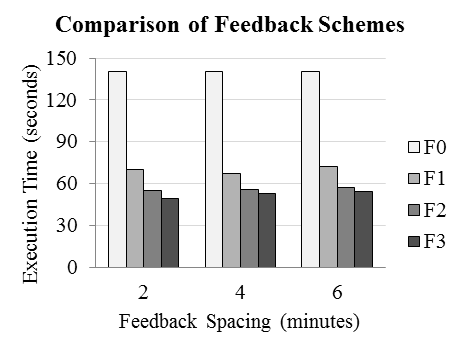 Comparison of Feedback Schemes
Execution Time (seconds)
150
120
90
60
30
0
2 4 6
Feedback Spacing (minutes)
F0
F1
F2
F3